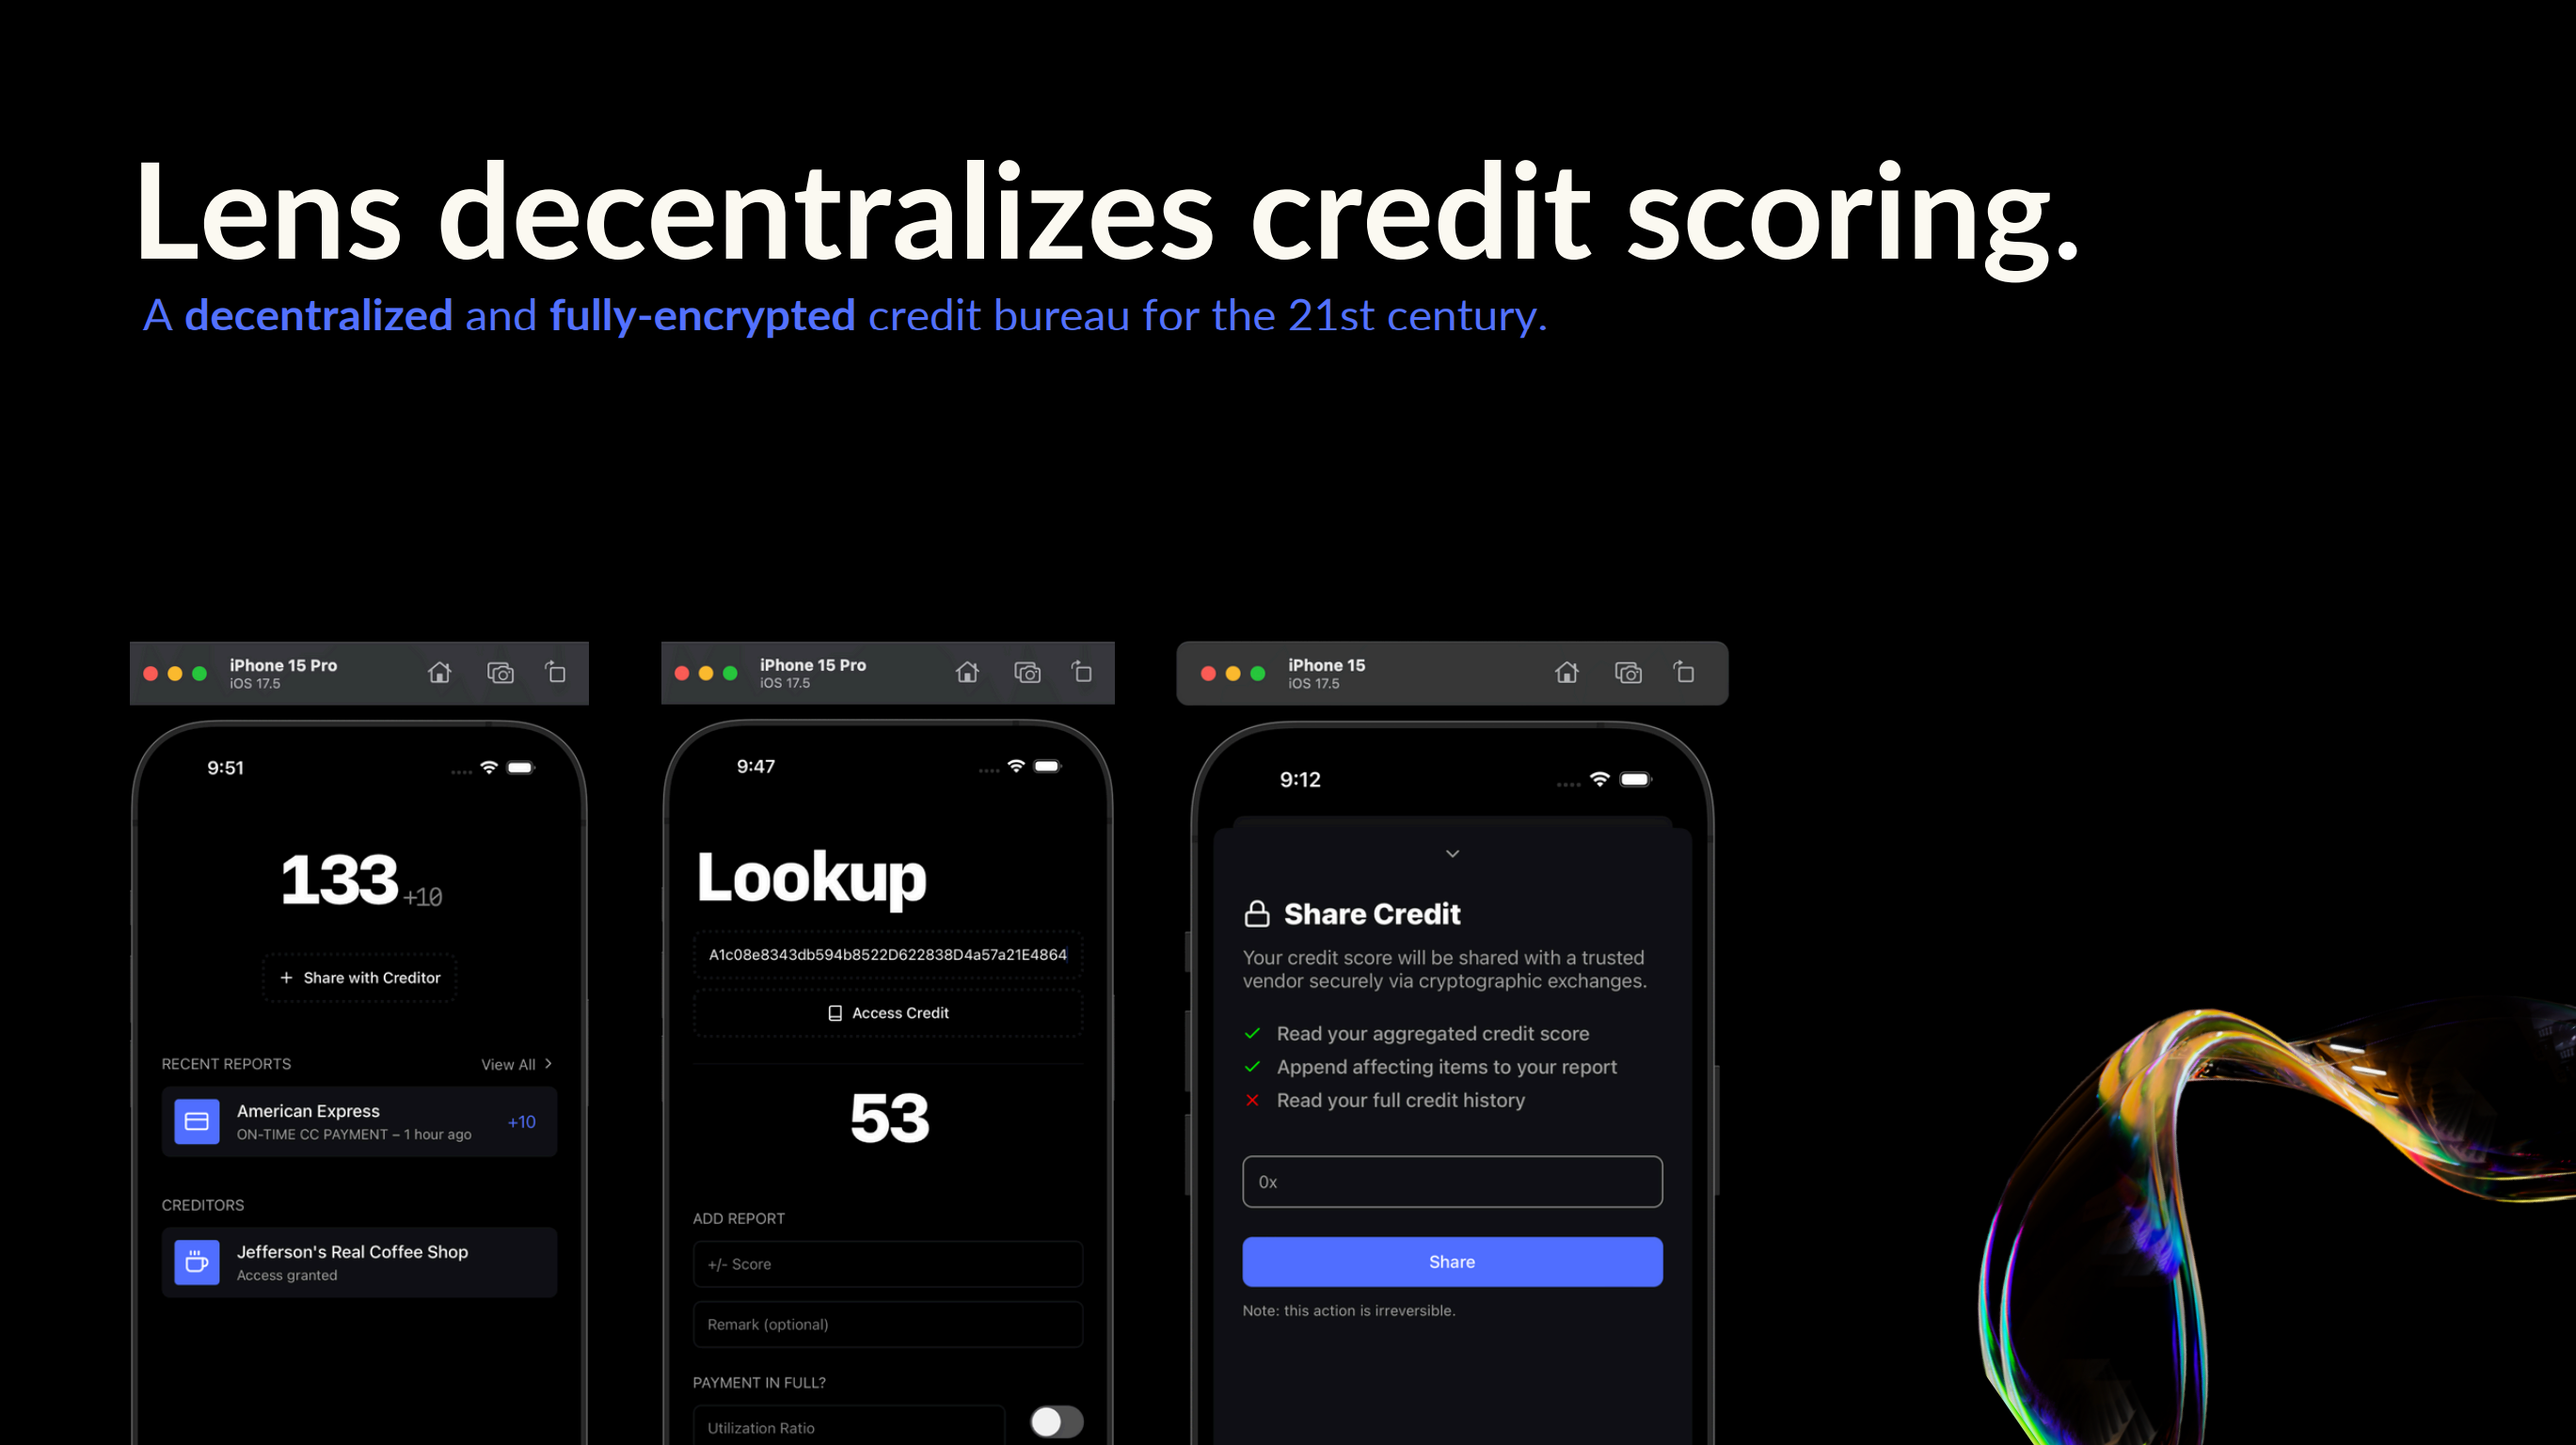 Lens decentralizes credit scoring.
A decentralized and fully-encrypted credit bureau for the 21st century.
iPhone 15 Pro
iOS 17.5
9:51
133 +10
+ Share with Creditor
RECENT REPORTS View All >
American Express
ON-TIME CC PAYMENT – 1 hour ago
+10
CREDITORS
Jefferson's Real Coffee Shop
Access granted
iPhone 15 Pro
iOS 17.5
9:47
Lookup
A1c08e8343db594b8522D622838D4a57a21E4864
Access Credit
53
ADD REPORT
+/- Score
Remark (optional)
PAYMENT IN FULL?
Utilization Ratio
iPhone 15
iOS 17.5
9:12
Share Credit
Your credit score will be shared with a trusted
vendor securely via cryptographic exchanges.
Read your aggregated credit score
Append affecting items to your report
Read your full credit history
0x
Share
Note: this action is irreversible.